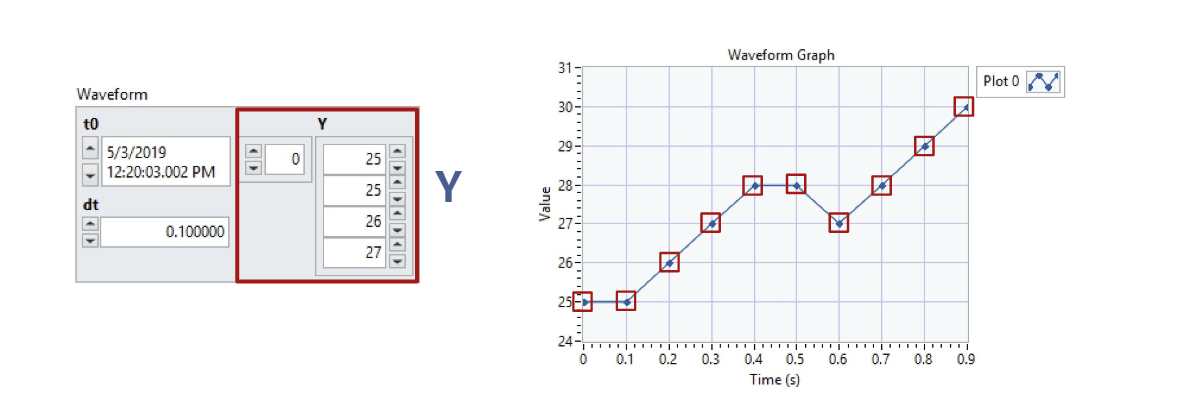 Waveform
t0
5/3/2019
12:20:03.002 PM
dt
0.100000
Y
0
25
25
26
27
Y
Waveform Graph
Plot 0
Value
31
30
29
28
27
26
25
24
0 0.1 0.2 0.3 0.4 0.5 0.6 0.7 0.8 0.9
Time (s)